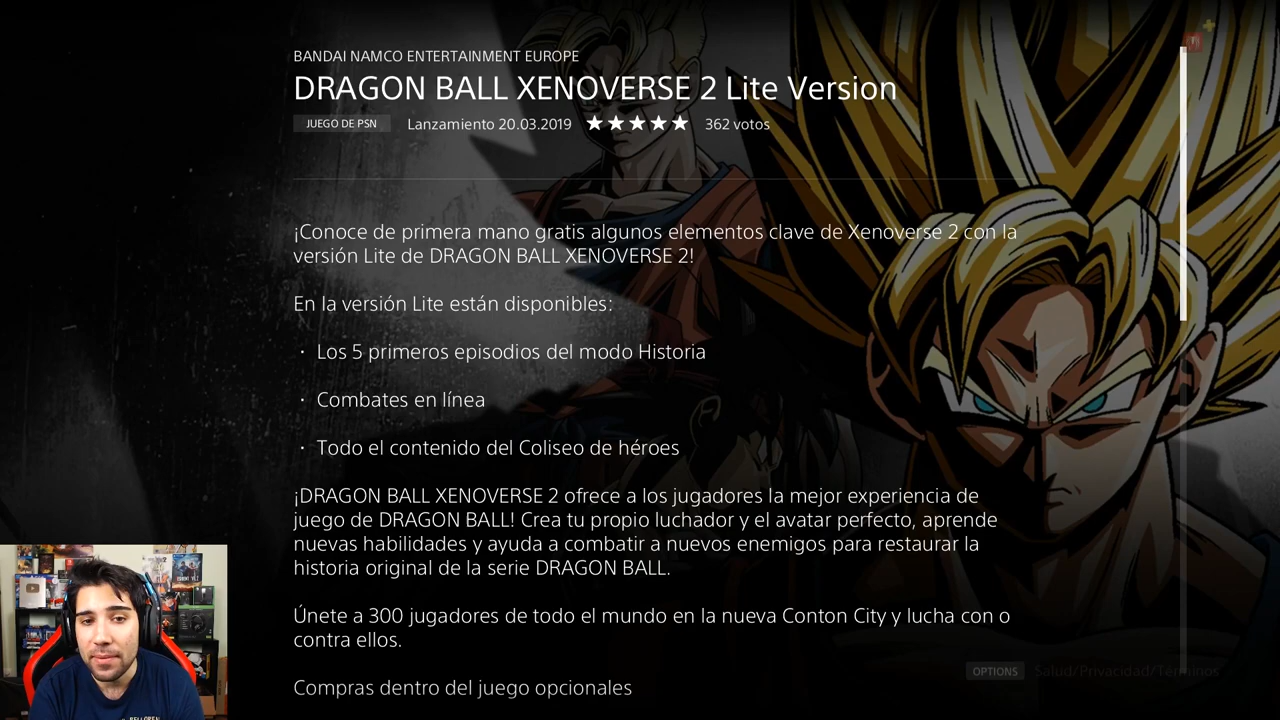 BANDAI NAMCO ENTERTAINMENT EUROPE
DRAGON BALL XENOVERSE 2 Lite Version
JUEGO DE PSN Lanzamiento 20.03.2019 362 votos
¡Conoce de primera mano gratis algunos elementos clave de Xenoverse 2 con la
versión Lite de DRAGON BALL XENOVERSE 2!
En la versión Lite están disponibles:
· Los 5 primeros episodios del modo Historia
· Combates en línea
· Todo el contenido del Coliseo de héroes
¡DRAGON BALL XENOVERSE 2 ofrece a los jugadores la mejor experiencia de
juego de DRAGON BALL! Crea tu propio luchador y el avatar perfecto, aprende
nuevas habilidades y ayuda a combatir a nuevos enemigos para restaurar la
historia original de la serie DRAGON BALL.
Únete a 300 jugadores de todo el mundo en la nueva Conton City y lucha con o
contra ellos.
OPTIONS Salud/Privacidad/Términos
Compras dentro del juego opcionales